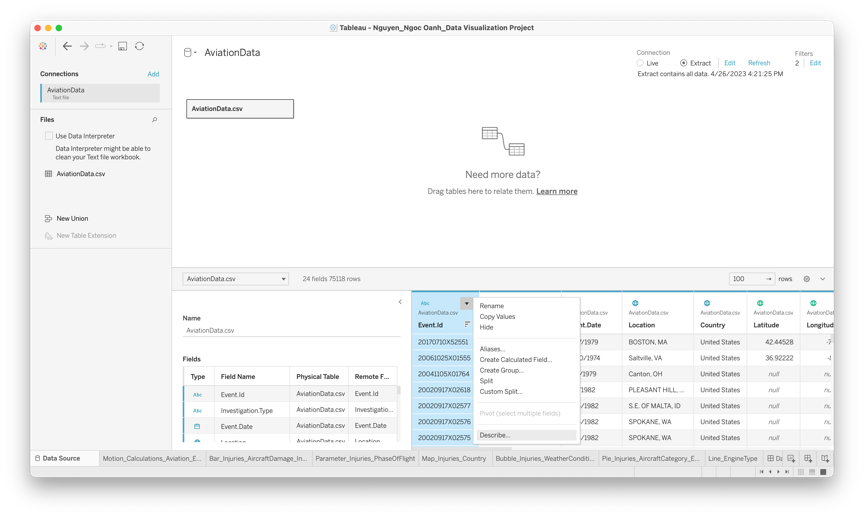 Tableau - Nguyen_Ngoc Oanh_Data Visualization Project
Connections
Add
AviationData
Text file
Files
Use Data Interpreter
Data Interpreter might be able to
clean your Text file workbook.
AviationData.csv
New Union
New Table Extension
AviationData
Connection
Live
Extract
Edit
Refresh
Filters
2
Edit
Extract contains all data. 4/26/2023 4:21:25 PM
AviationData.csv
Need more data?
Drag tables here to relate them. Learn more
AviationData.csv
24 fields 75118 rows
100
rows
Name
AviationData.csv
Fields
Type Field Name Physical Table Remote F...
Abc Event.Id AviationData.csv Event.Id
Abc Investigation.Type AviationData.csv Investigatio...
Event.Date AviationData.csv Event.Date
Location AviationData.csv Location
Abc
AviationData.csv
Event.Id
20170710X52551
20061025X01555
20041105X01764
20020917X02618
20020917X02577
20020917X02576
20020917X02575
Rename
Copy Values
Hide
Aliases...
Create Calculated Field...
Create Group...
Split
Custom Split...
Pivot (select multiple fields)
Describe...
nt.Date
/1979
0/1974
/1979
/1982
/1982
/1982
/1982
AviationData.csv
Location
BOSTON, MA
Saltville, VA
Canton, OH
PLEASANT HILL, ...
S.E. OF MALTA, ID
SPOKANE, WA
SPOKANE, WA
AviationData.csv
Country
United States
United States
United States
United States
United States
United States
United States
AviationData.csv
Latitude
42.44528
36.92222
null
null
null
null
null
AviationDat
Longitud
-7
-8
nu
nu
nu
nu
nu
Data Source
Motion_Calculations_Aviation_E...
Bar_Injuries_AircraftDamage_In...
Parameter_Injuries_PhaseOfFlight
Map_Injuries_Country
Bubble_Injuries_WeatherConditi...
Pie_Injuries_AircraftCategory_E...
Line_EngineType
Da